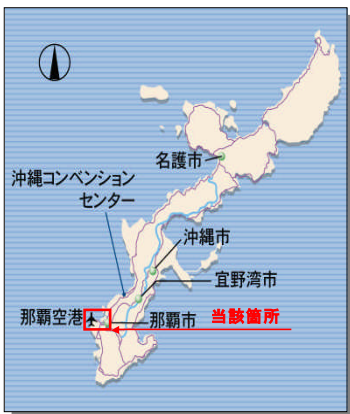 名護市
沖縄コンベンション
センター
沖縄市
宜野湾市
那覇空港
那覇市
当該箇所